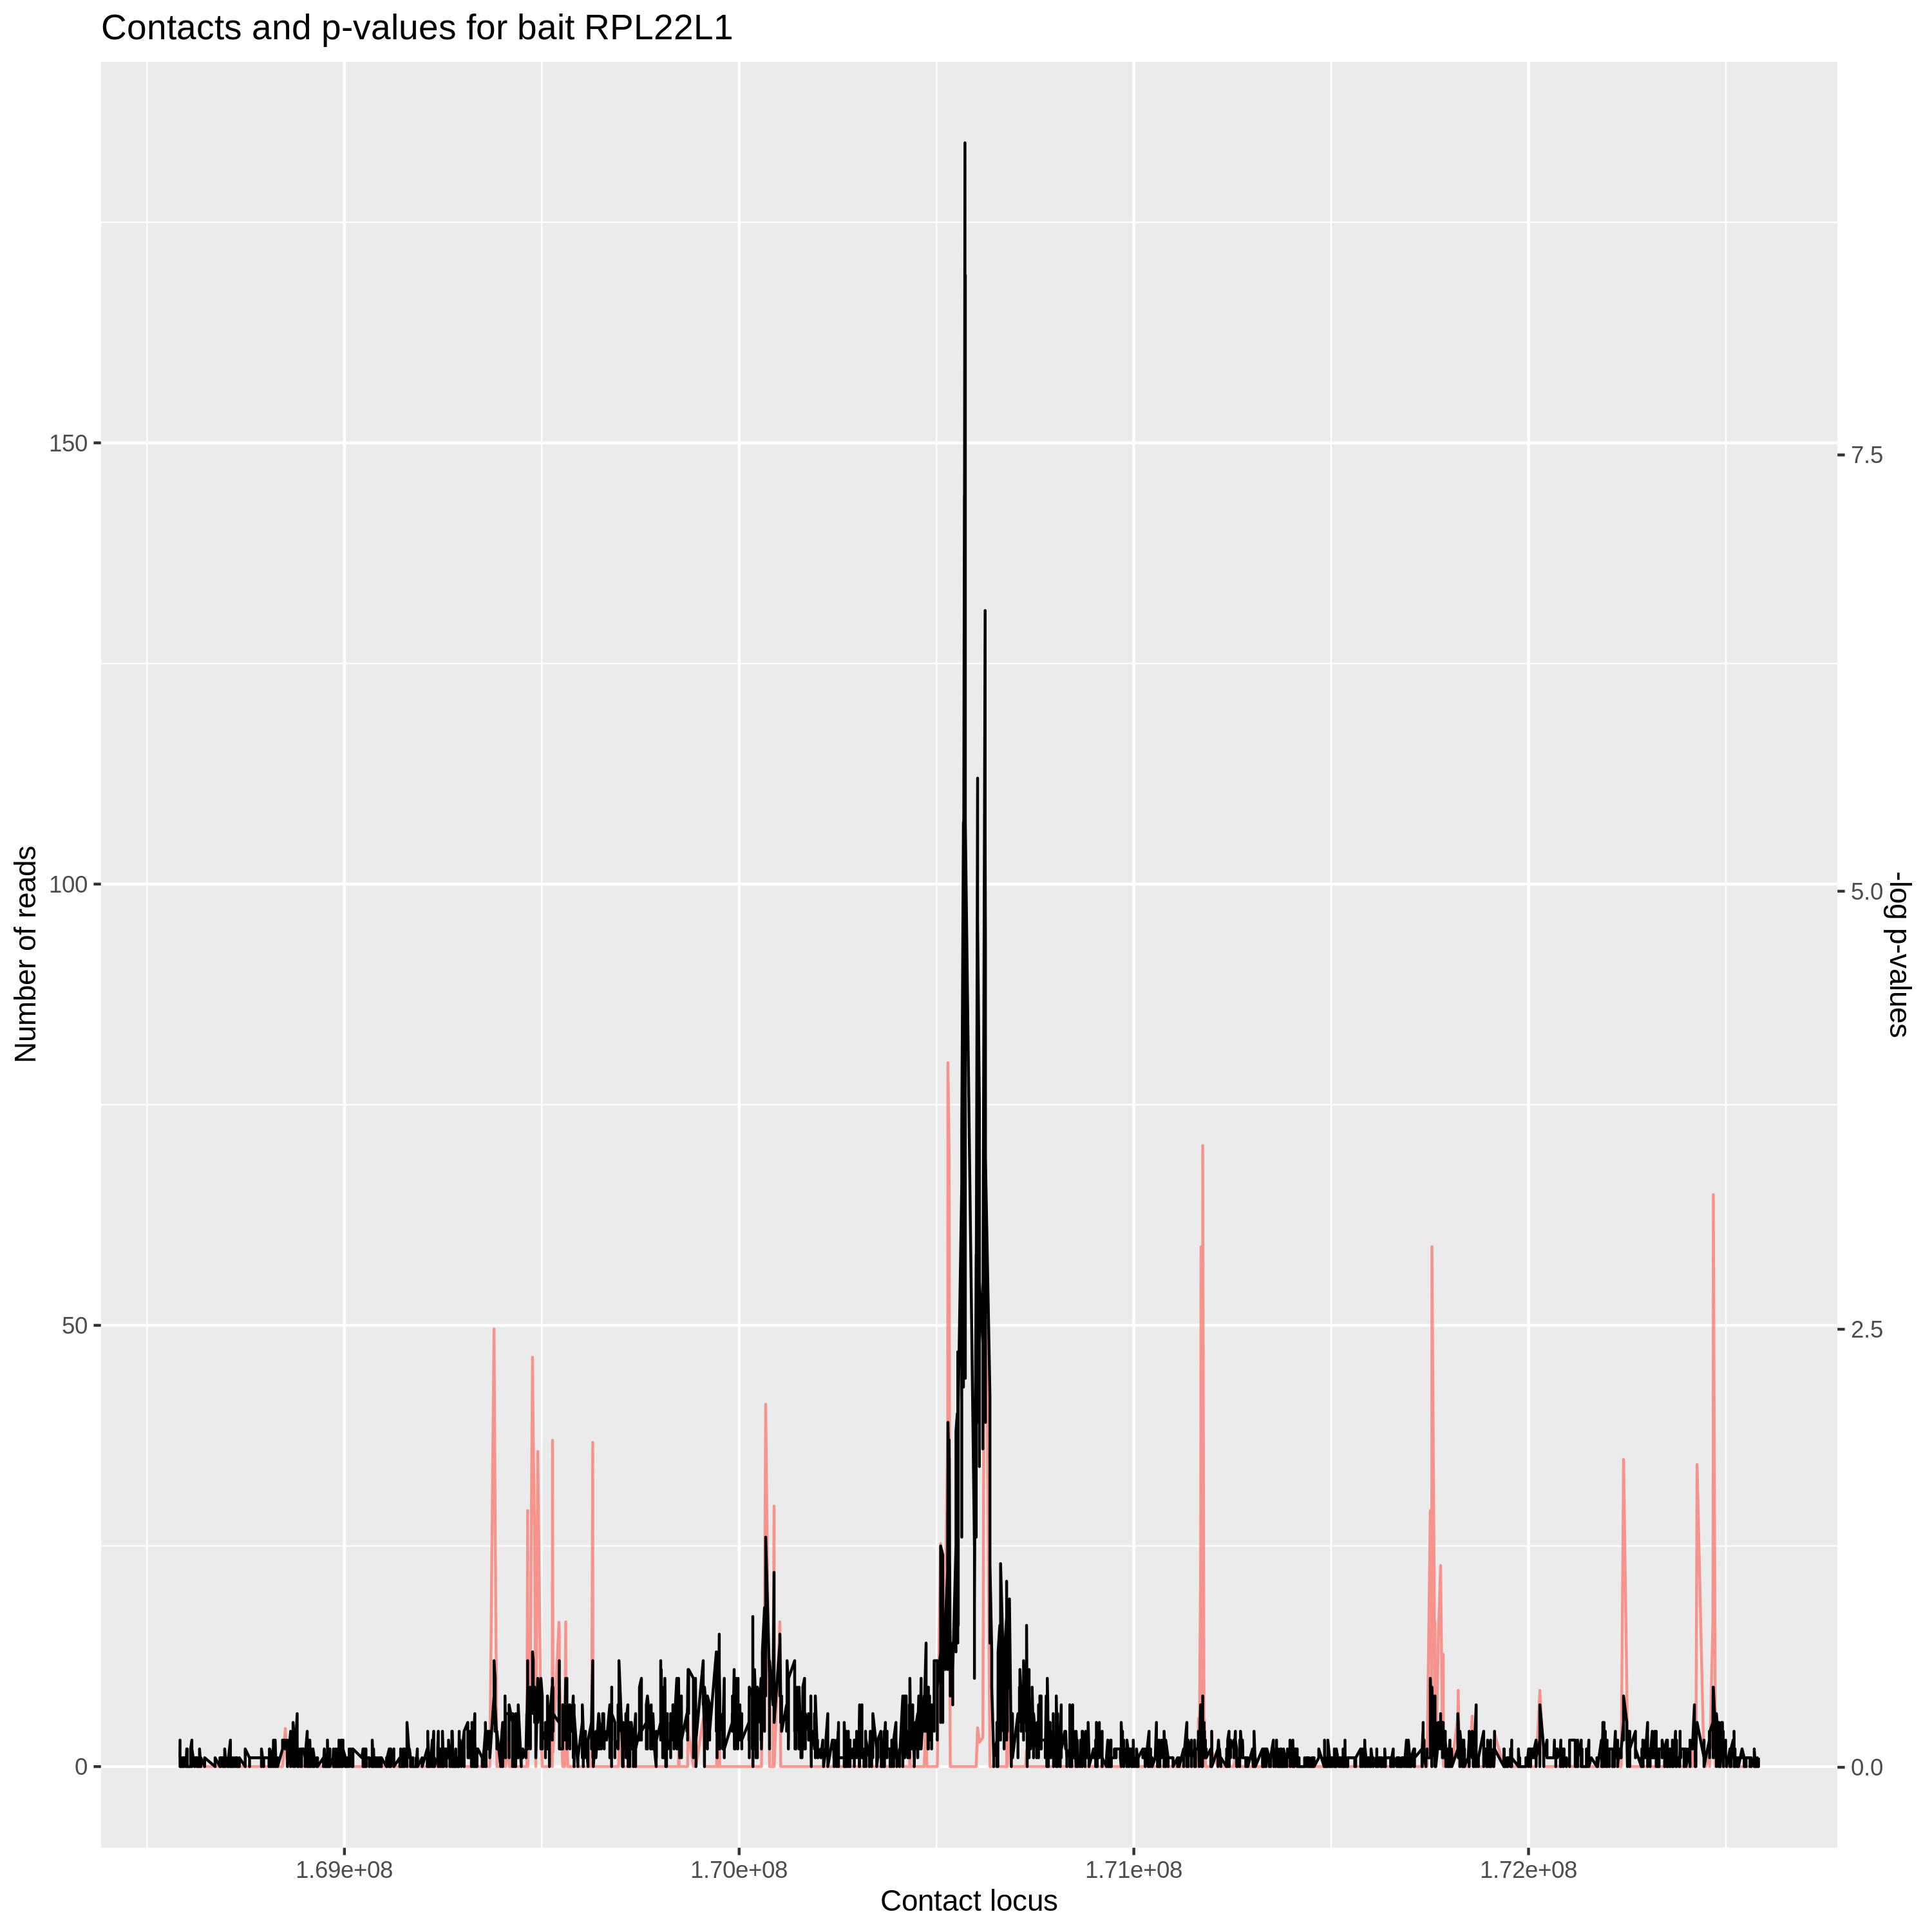 Contacts and p-values for bait RPL22L1
Number of reads
150
100
50
0
7.5
5.0
2.5
0.0
-log p-values
1.69e+08
1.70e+08
1.71e+08
1.72e+08
Contact locus